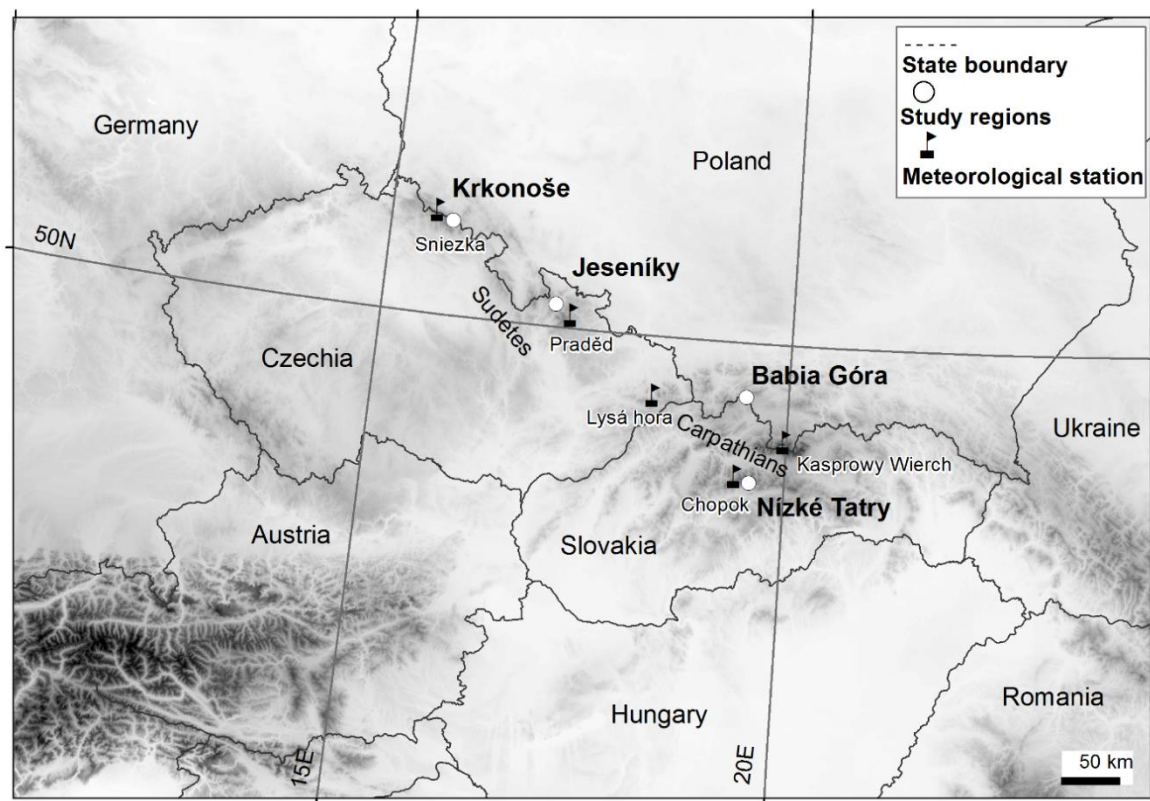 State boundary
Study regions
Meteorological station
Germany
Poland
Krkonoše
Sniezka
50N
Jeseníky
Sudetes
Praděd
Czechia
Babia Góra
Lysá hora
Carpathians
Ukraine
Kasprowy Wierch
Chopok
Nízké Tatry
Austria
Slovakia
Romania
Hungary
15E
20E
50 km